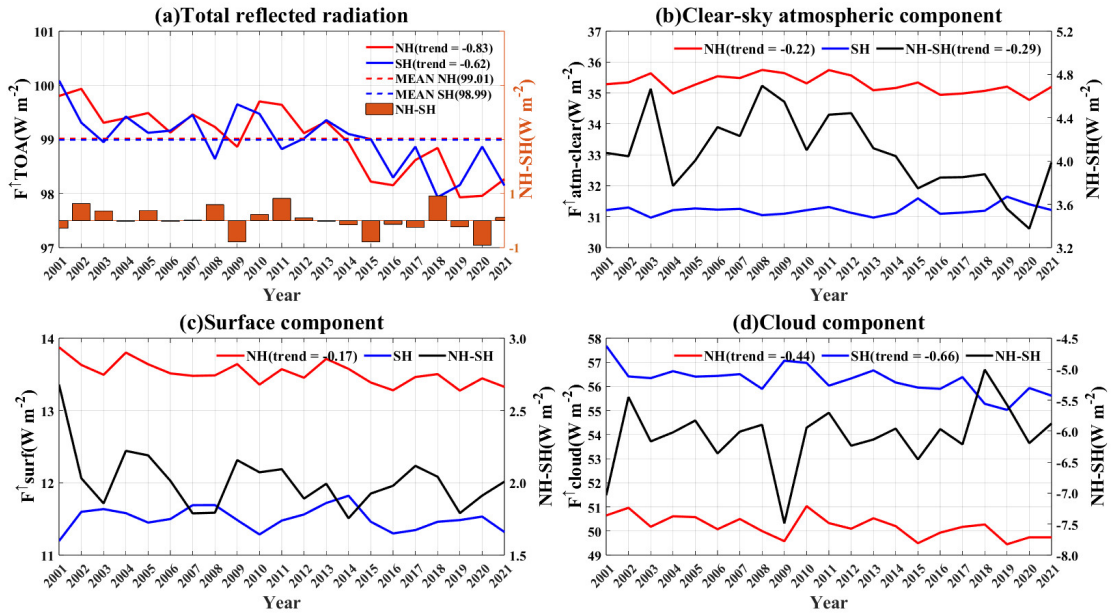 (a)Total reflected radiation
101
100
99
98
97
F↑TOA(W m-2)
NH(trend = -0.83)
SH(trend = -0.62)
MEAN NH(99.01)
MEAN SH(98.99)
NH-SH
1
-1
NH-SH(W m-2)
2001 2002 2003 2004 2005 2006 2007 2008 2009 2010 2011 2012 2013 2014 2015 2016 2017 2018 2019 2020 2021
Year
(b)Clear-sky atmospheric component
37
36
35
34
33
32
31
30
F↑atm-clear(W m-2)
NH(trend = -0.22) SH NH-SH(trend = -0.29)
5.2
4.8
4.4
4.0
3.6
3.2
NH-SH(W m-2)
2001 2002 2003 2004 2005 2006 2007 2008 2009 2010 2011 2012 2013 2014 2015 2016 2017 2018 2019 2020 2021
Year
(c)Surface component
14
13
12
11
F↑surf(W m-2)
NH(trend = -0.17) SH NH-SH
3.0
2.5
2.0
1.5
NH-SH(W m-2)
2001 2002 2003 2004 2005 2006 2007 2008 2009 2010 2011 2012 2013 2014 2015 2016 2017 2018 2019 2020 2021
Year
(d)Cloud component
58
57
56
55
54
53
52
51
50
49
F↑cloud(W m-2)
NH(trend = -0.44) SH(trend = -0.66) NH-SH
-4.5
-5.0
-5.5
-6.0
-6.5
-7.0
-7.5
-8.0
NH-SH(W m-2)
2001 2002 2003 2004 2005 2006 2007 2008 2009 2010 2011 2012 2013 2014 2015 2016 2017 2018 2019 2020 2021
Year